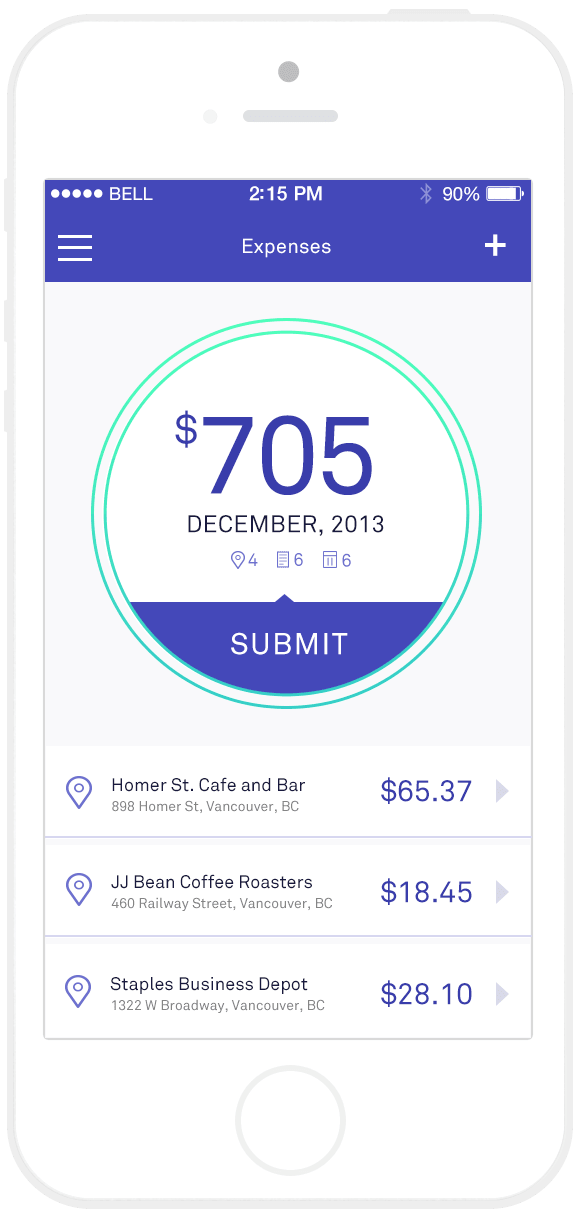 BELL 2:15 PM 90%
Expenses +
$705
DECEMBER, 2013
4 6 6
SUBMIT
Homer St. Cafe and Bar $65.37
898 Homer St, Vancouver, BC
JJ Bean Coffee Roasters $18.45
460 Railway Street, Vancouver, BC
Staples Business Depot $28.10
1322 W Broadway, Vancouver, BC